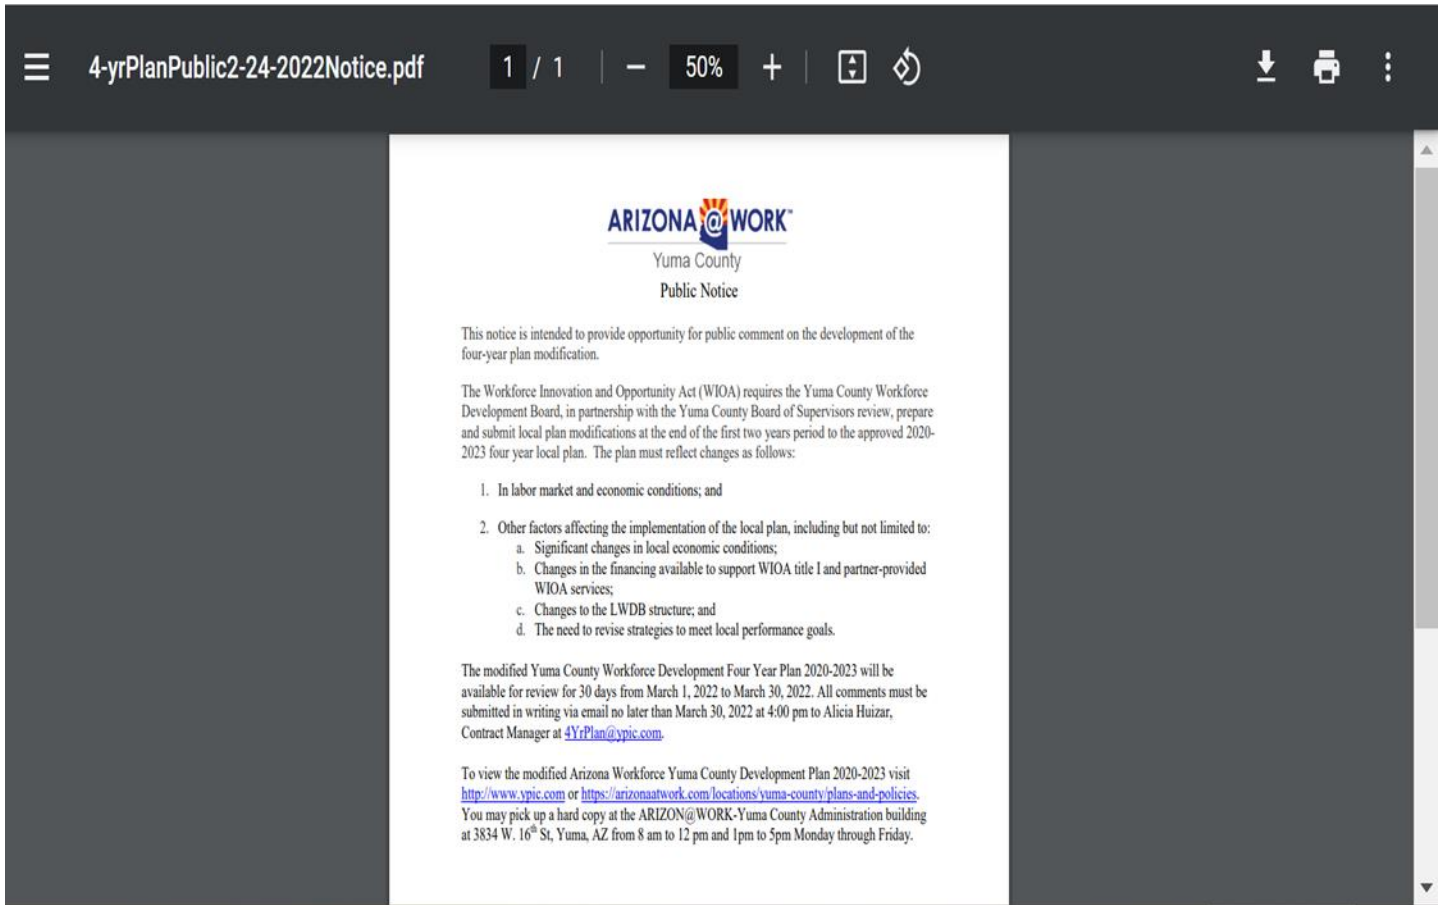 4-yrPlanPublic2-24-2022Notice.pdf 1 / 1 50%
ARIZONA@WORK™
Yuma County
Public Notice
This notice is intended to provide opportunity for public comment on the development of the
four-year plan modification.
The Workforce Innovation and Opportunity Act (WIOA) requires the Yuma County Workforce
Development Board, in partnership with the Yuma County Board of Supervisors review, prepare
and submit local plan modifications at the end of the first two years period to the approved 2020-
2023 four year local plan. The plan must reflect changes as follows:
1. In labor market and economic conditions; and
2. Other factors affecting the implementation of the local plan, including but not limited to:
a. Significant changes in local economic conditions;
b. Changes in the financing available to support WIOA title I and partner-provided
WIOA services;
c. Changes to the LWDB structure; and
d. The need to revise strategies to meet local performance goals.
The modified Yuma County Workforce Development Four Year Plan 2020-2023 will be
available for review for 30 days from March 1, 2022 to March 30, 2022. All comments must be
submitted in writing via email no later than March 30, 2022 at 4:00 pm to Alicia Huizar,
Contract Manager at 4YrPlan@ypic.com.
To view the modified Arizona Workforce Yuma County Development Plan 2020-2023 visit
http://www.ypic.com or https://arizonaatwork.com/locations/yuma-county/plans-and-policies.
You may pick up a hard copy at the ARIZON@WORK-Yuma County Administration building
at 3834 W. 16th St, Yuma, AZ from 8 am to 12 pm and 1pm to 5pm Monday through Friday.